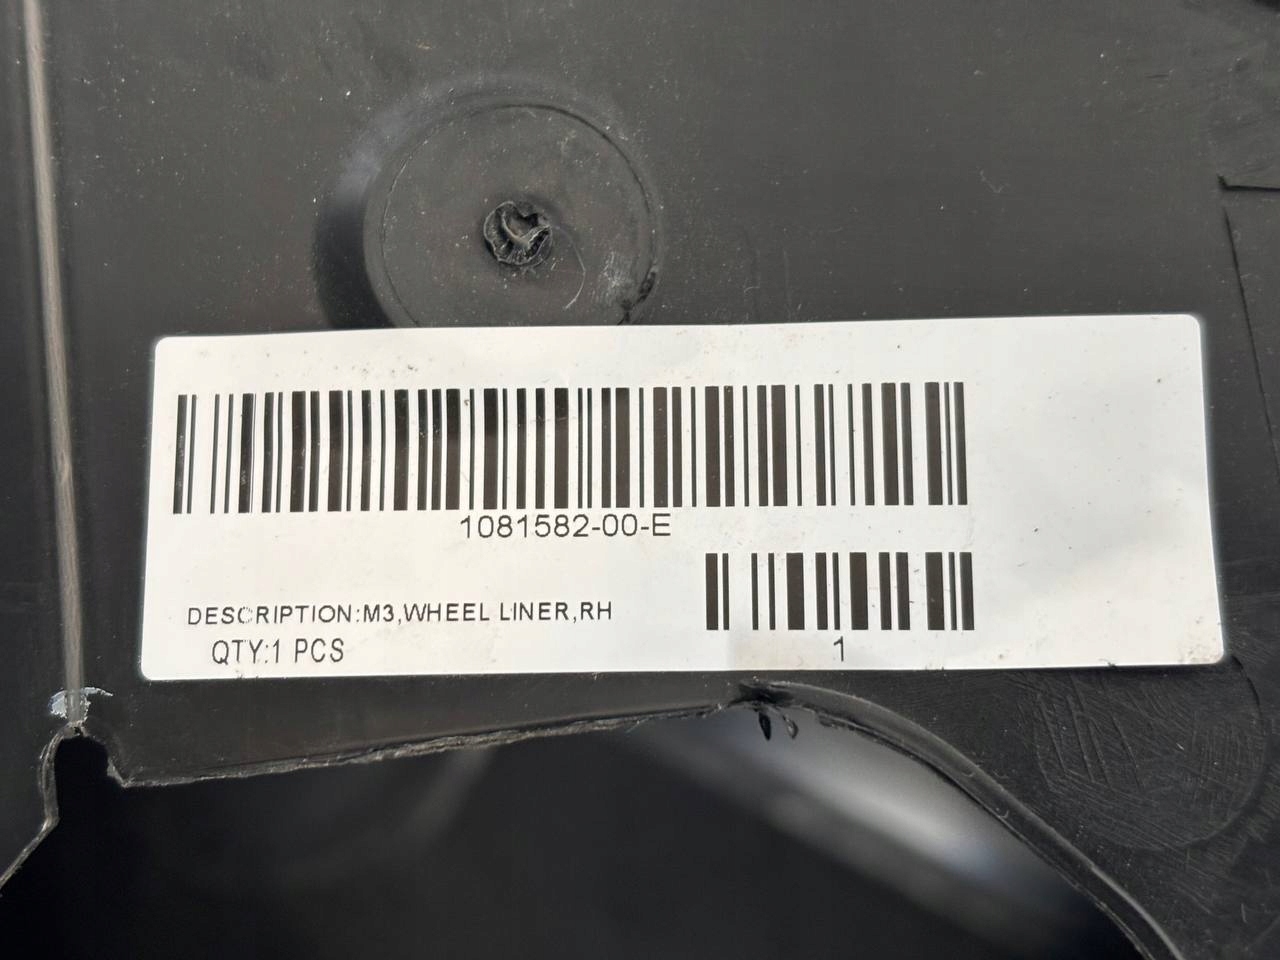 1081582-00-E
DESCRIPTION:M3,WHEEL LINER,RH
QTY:1 PCS
1